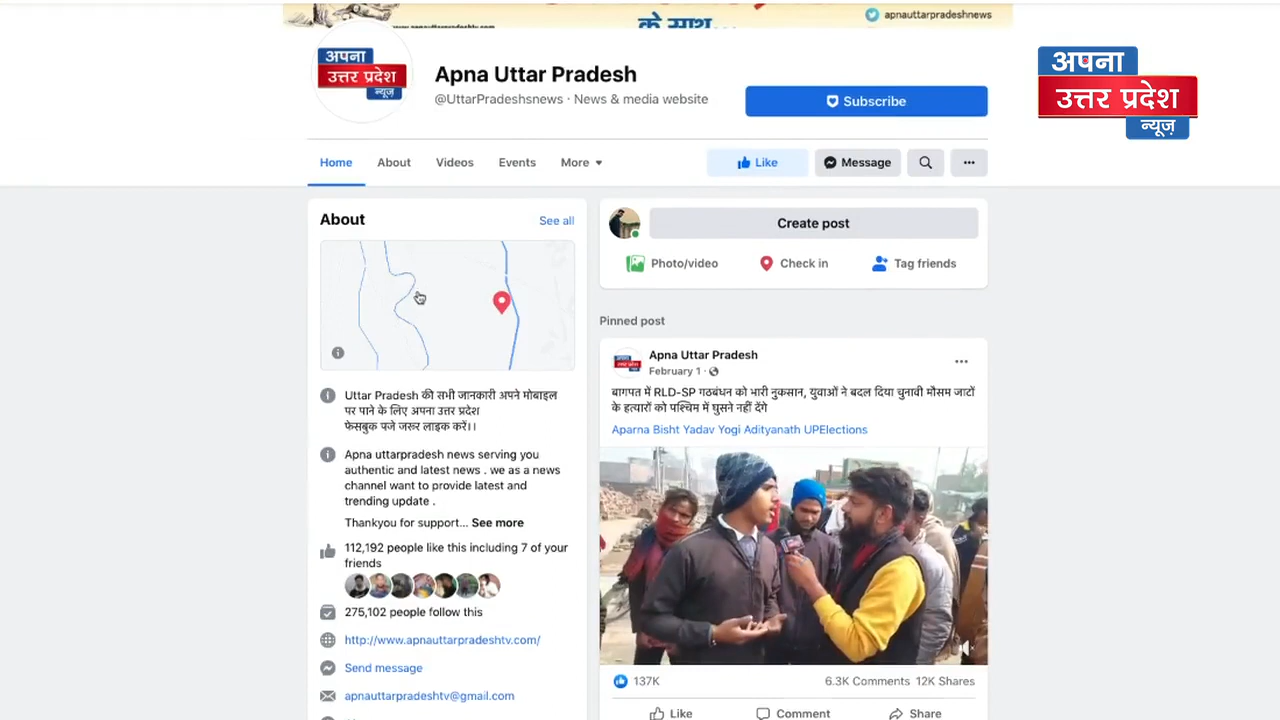 के साथ...
www.apnauttarpradeshtv.com
apnauttarpradeshnews
अपना
उत्तर प्रदेश
न्यूज़
Apna Uttar Pradesh
@UttarPradeshsnews · News & media website
Subscribe
अपना
उत्तर प्रदेश
न्यूज़
Home About Videos Events More
Like Message
About
See all
Create post
Photo/video Check in Tag friends
Pinned post
Apna Uttar Pradesh
February 1 ·
बागपत में RLD-SP गठबंधन को भारी नुकसान, युवाओं ने बदल दिया चुनावी मौसम जाटों
के हत्यारों को पश्चिम में घुसने नहीं देंगे
Aparna Bisht Yadav Yogi Adityanath UPElections
Uttar Pradesh की सभी जानकारी अपने मोबाइल
पर पाने के लिए अपना उत्तर प्रदेश
फेसबुक पजे जरूर लाइक करें।।
Apna uttarpradesh news serving you
authentic and latest news . we as a news
channel want to provide latest and
trending update .
Thankyou for support... See more
112,192 people like this including 7 of your
friends
275,102 people follow this
http://www.apnauttarpradeshtv.com/
Send message
apnauttarpradeshtv@gmail.com
137K
6.3K Comments 12K Shares
Like Comment Share